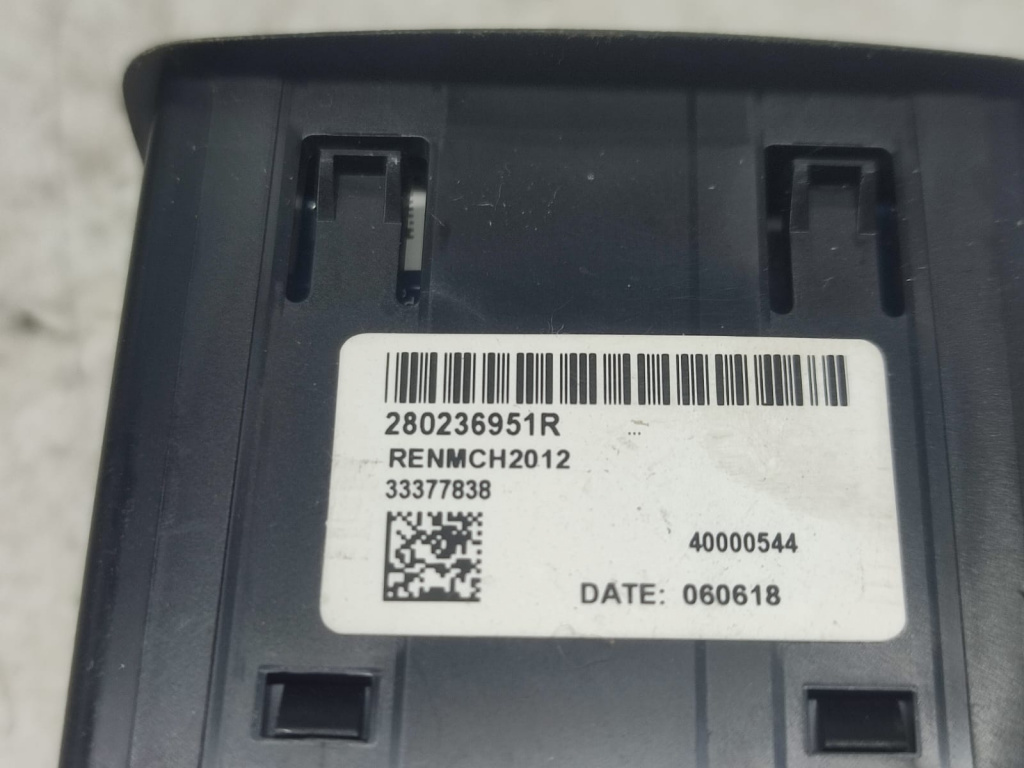 280236951R
...
RENMCH2012
33377838
40000544
DATE: 060618